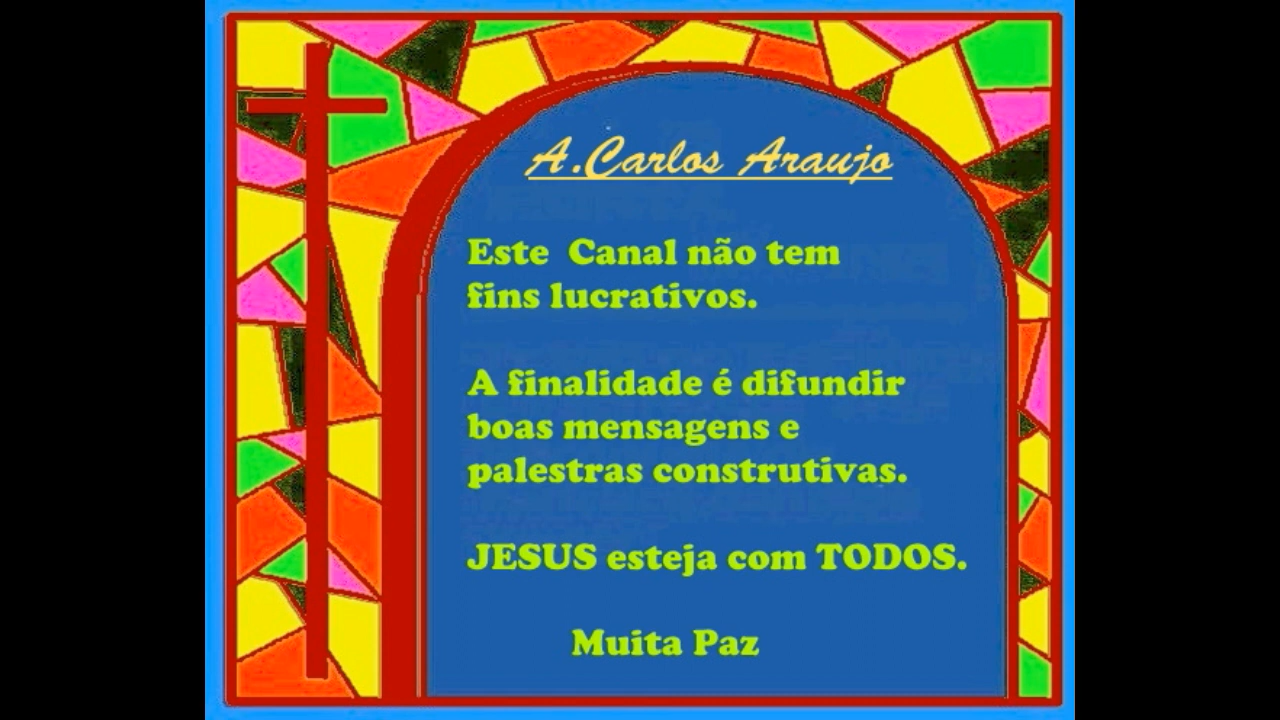 A.Carlos Araujo
Este Canal não tem
fins lucrativos.
A finalidade é difundir
boas mensagens e
palestras construtivas.
JESUS esteja com TODOS.
Muita Paz